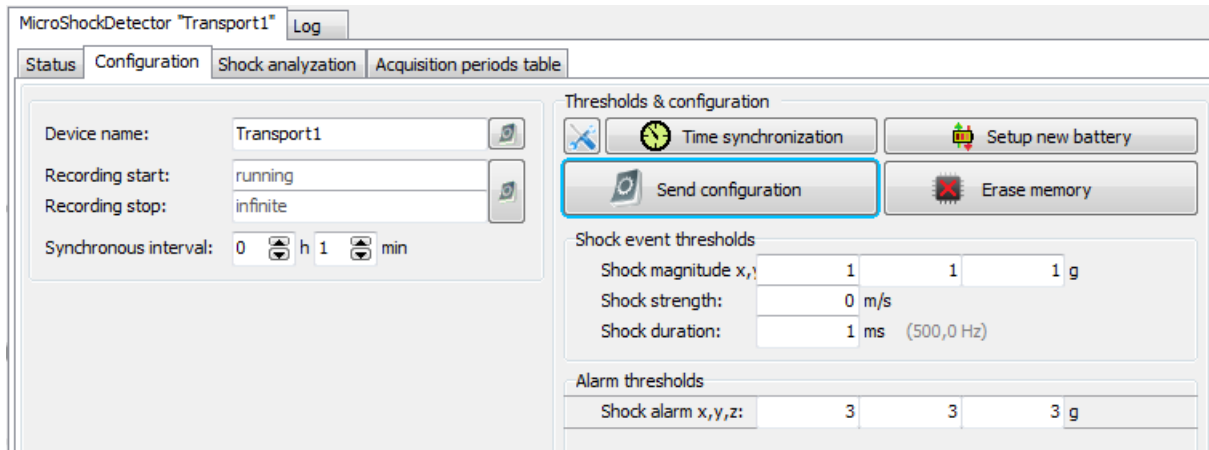 MicroShockDetector "Transport1" Log
Status Configuration Shock analyzation Acquisition periods table
Device name: Transport1
Recording start: running
Recording stop: infinite
Synchronous interval: 0 h 1 min
Thresholds & configuration
Time synchronization Setup new battery
Send configuration Erase memory
Shock event thresholds
Shock magnitude x,y 1 1 1 g
Shock strength: 0 m/s
Shock duration: 1 ms (500,0 Hz)
Alarm thresholds
Shock alarm x,y,z: 3 3 3 g